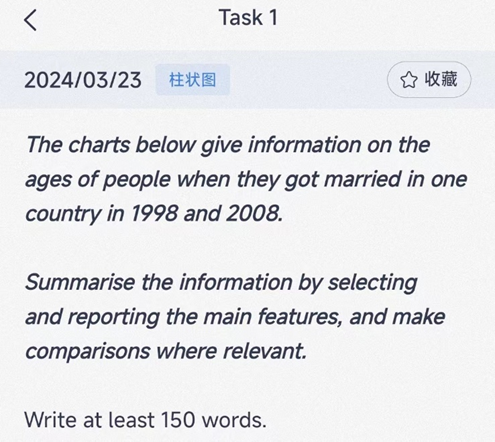 Task 1
2024/03/23 柱状图 收藏
The charts below give information on the
ages of people when they got married in one
country in 1998 and 2008.
Summarise the information by selecting
and reporting the main features, and make
comparisons where relevant.
Write at least 150 words.